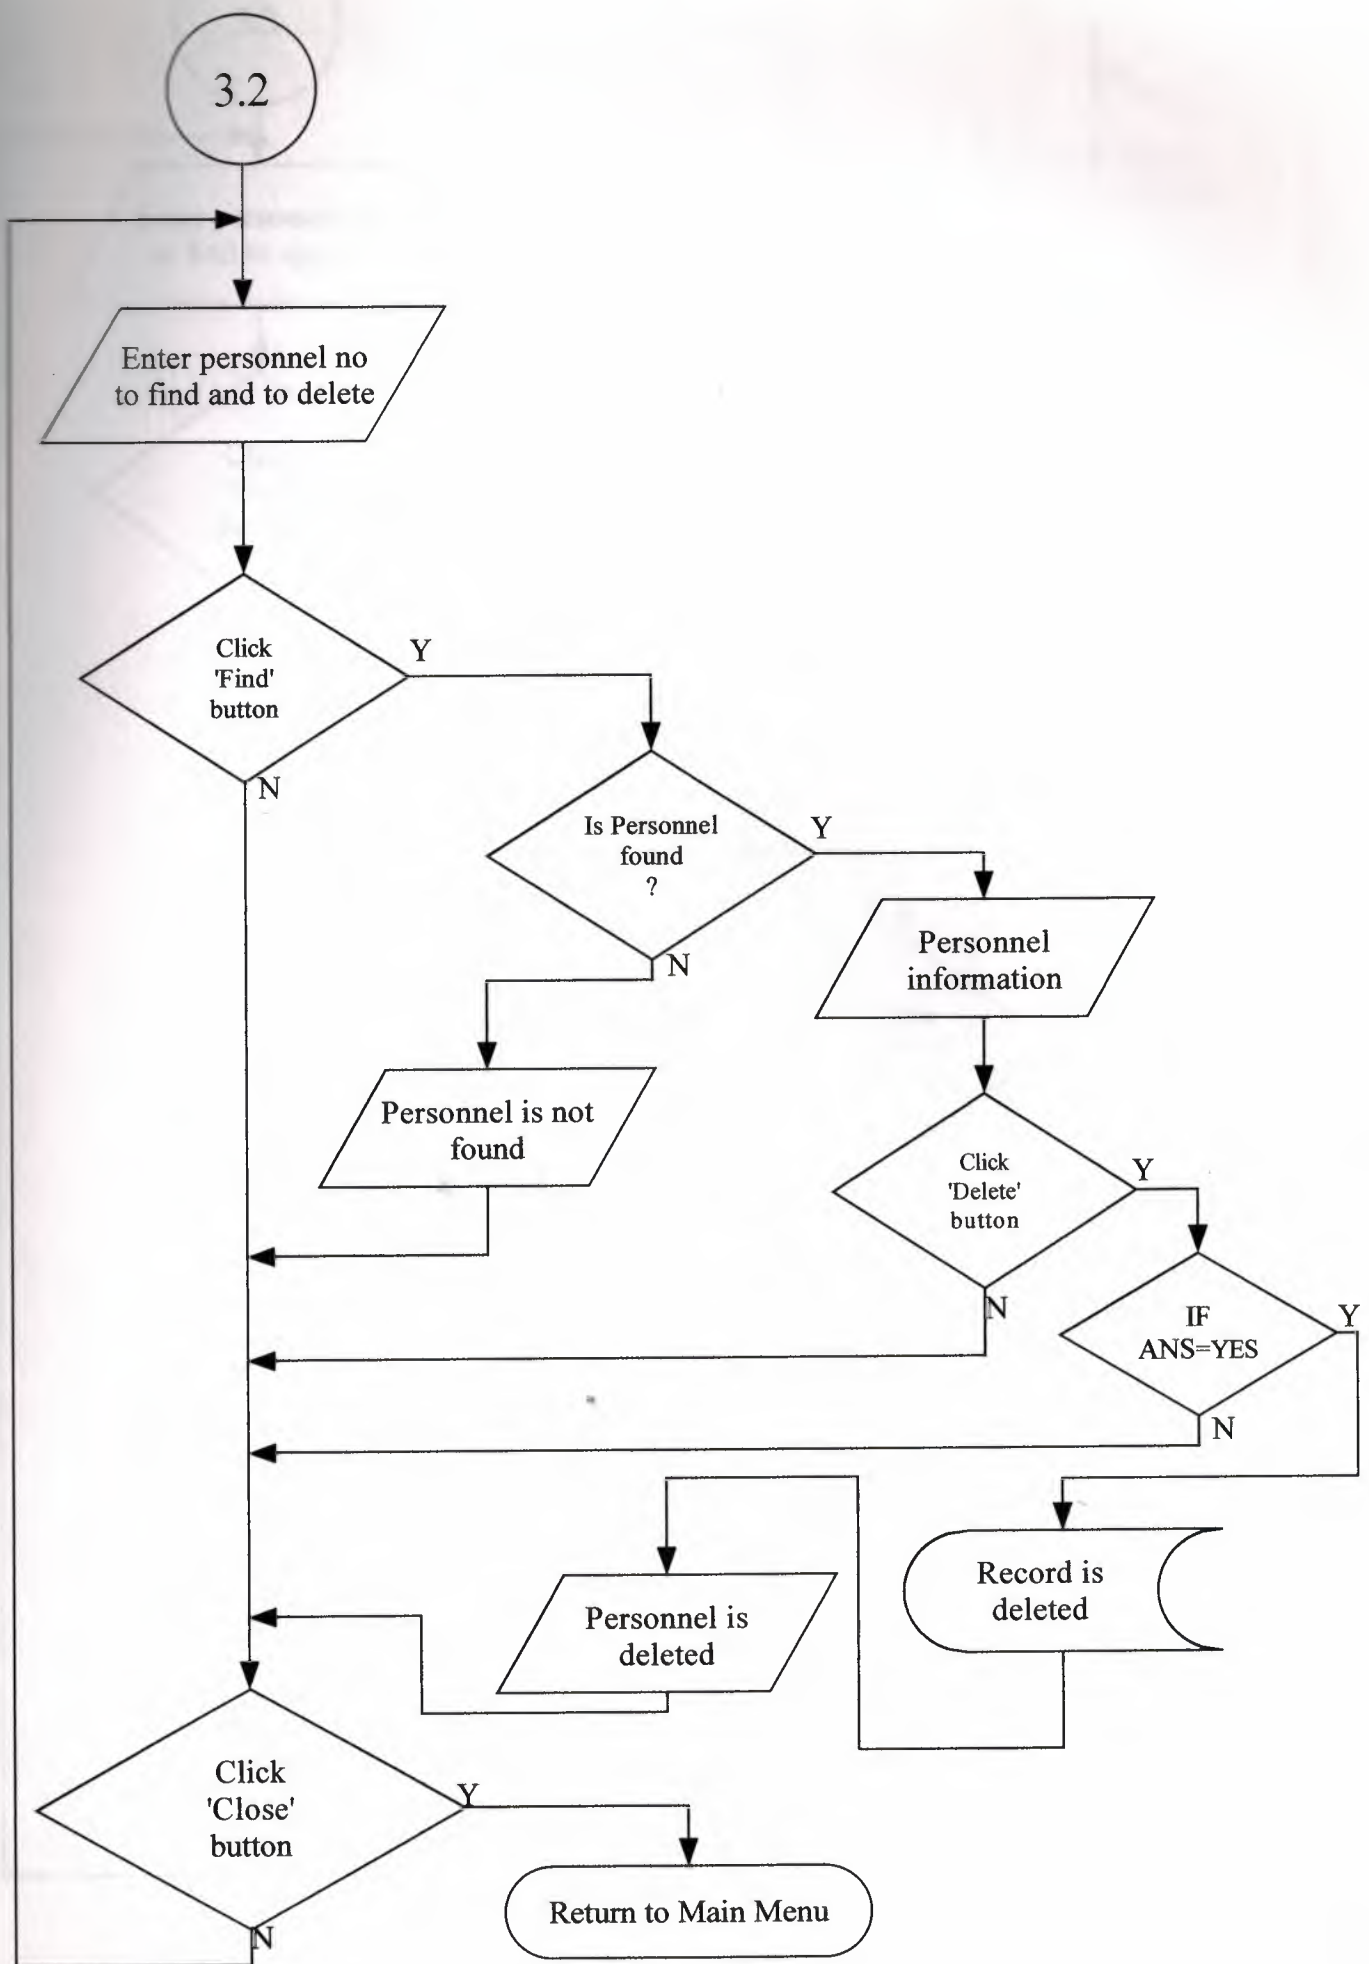 3.2
Enter personnel no
to find and to delete
Click
'Find'
button
Y
N
Is Personnel
found
?
Y
N
Personnel
information
Personnel is not
found
Click
'Delete'
button
Y
N
IF
ANS=YES
Y
N
Record is
deleted
Personnel is
deleted
Click
'Close'
button
Y
N
Return to Main Menu